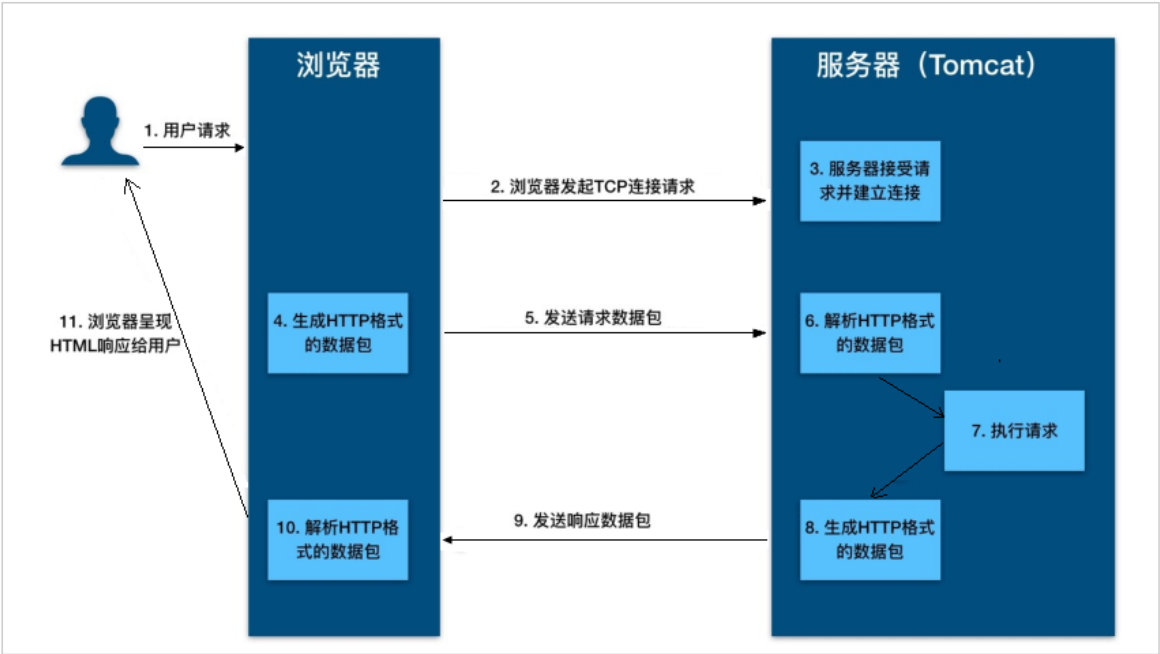 浏览器
服务器（Tomcat）
1. 用户请求
2. 浏览器发起TCP连接请求
3. 服务器接受请
求并建立连接
4. 生成HTTP格式
的数据包
5. 发送请求数据包
6. 解析HTTP格式
的数据包
7. 执行请求
8. 生成HTTP格式
的数据包
9. 发送响应数据包
10. 解析HTTP格
式的数据包
11. 浏览器呈现
HTML响应给用户